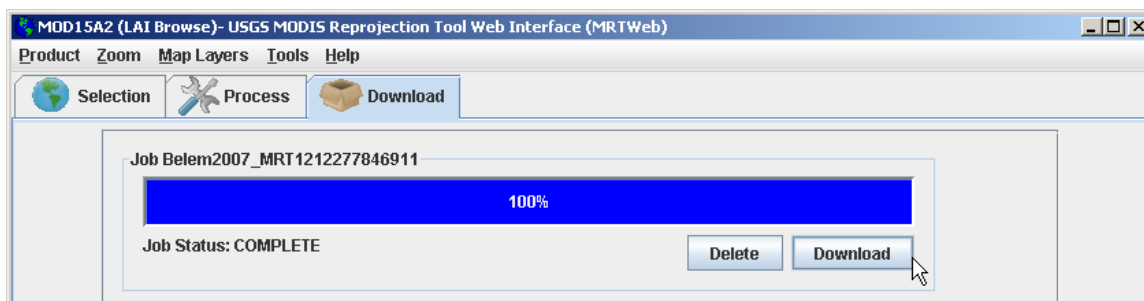 MOD15A2 (LAI Browse)- USGS MODIS Reprojection Tool Web Interface (MRTWeb)
Product Zoom Map Layers Tools Help
Selection Process Download
Job Belem2007_MRT1212277846911
100%
Job Status: COMPLETE
Delete Download